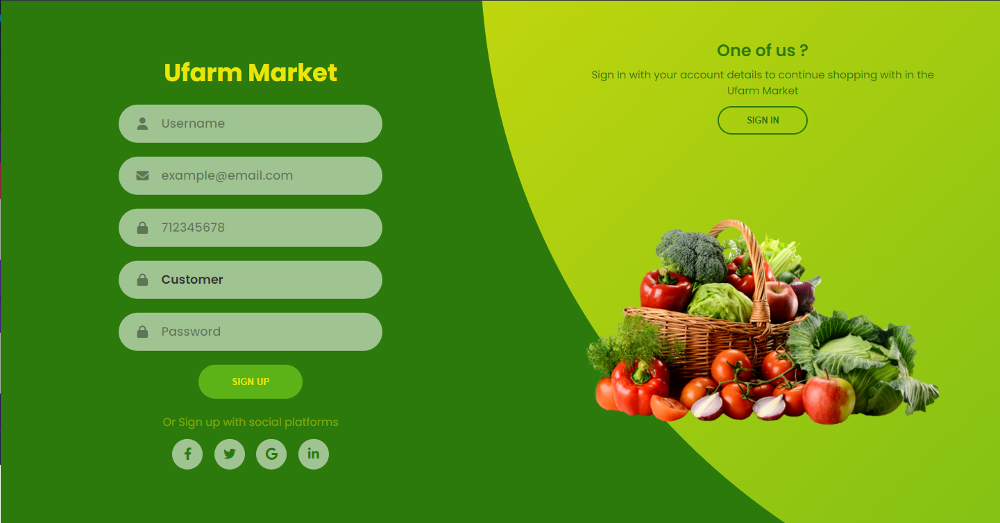 Ufarm Market
Username
example@email.com
712345678
Customer
Password
SIGN UP
Or Sign up with social platforms
One of us ?
Sign In with your account details to continue shopping with in the
Ufarm Market
SIGN IN